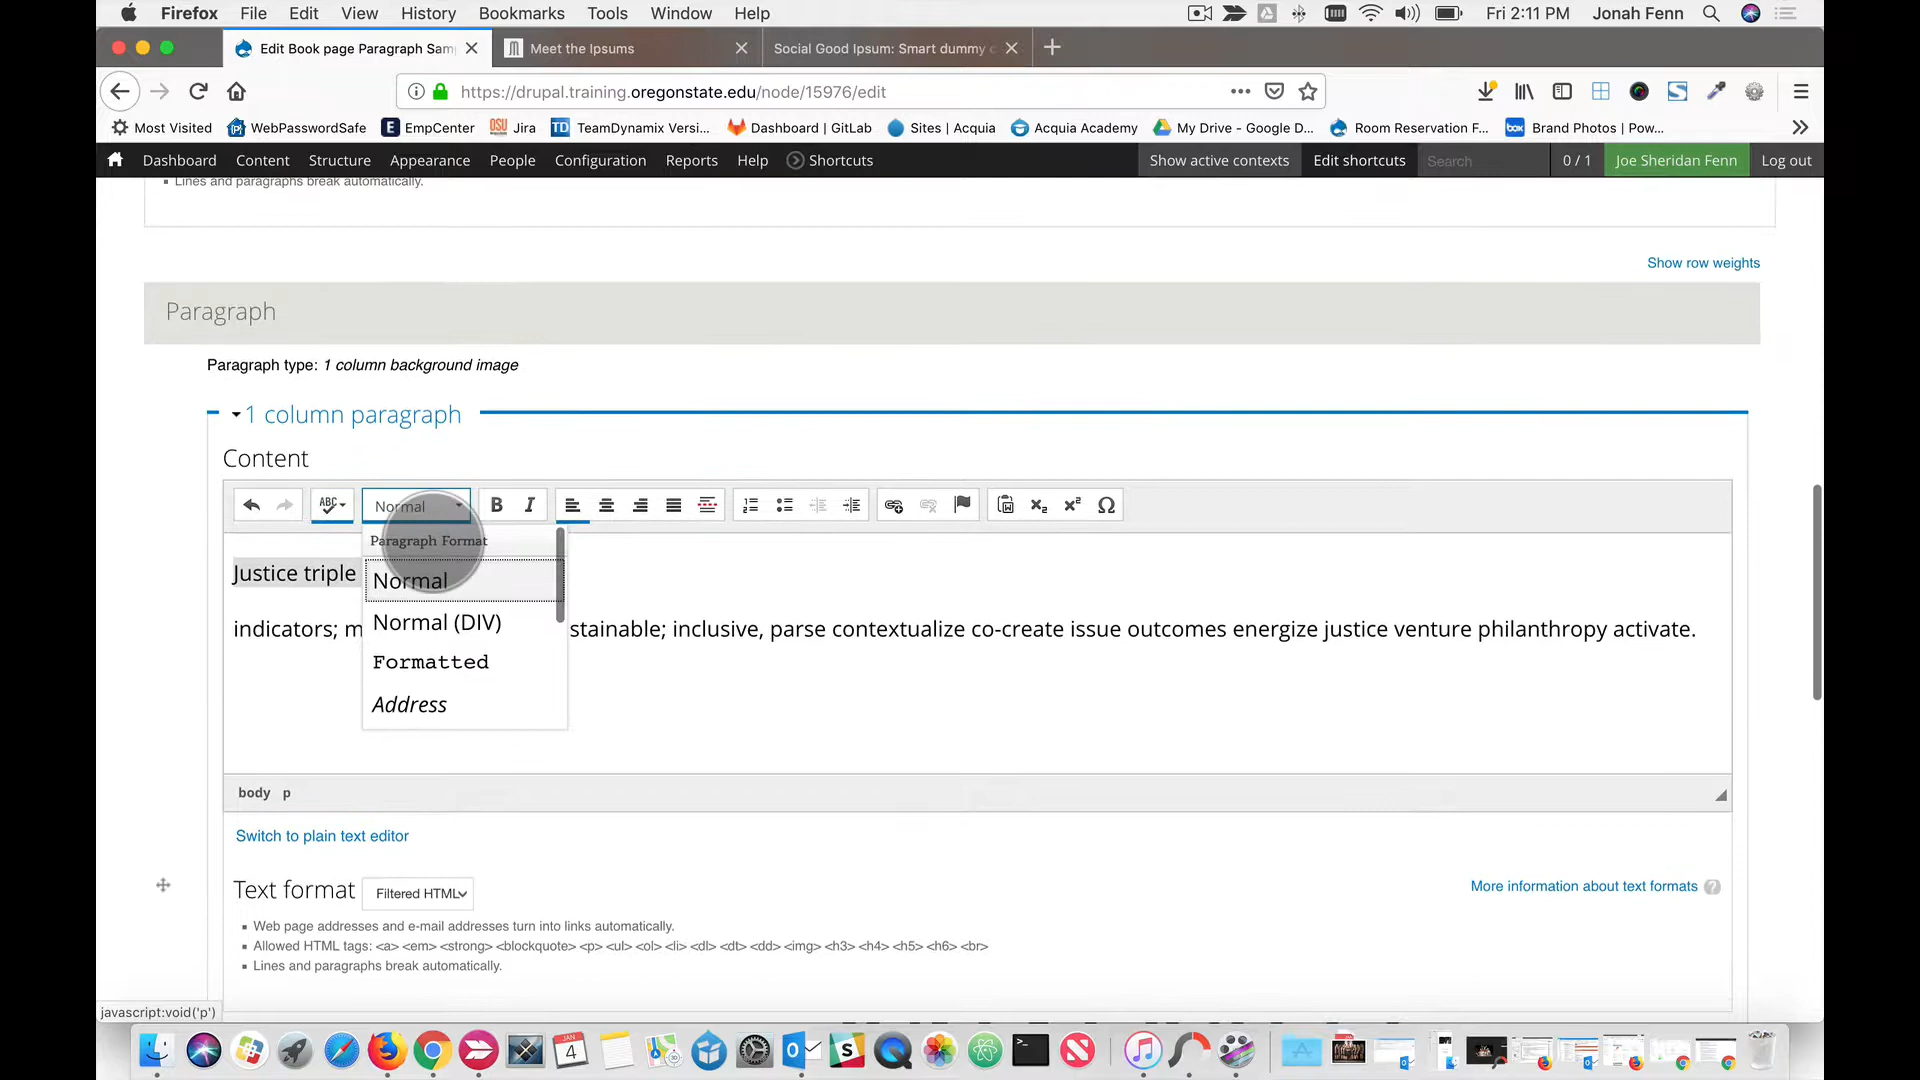 Firefox File Edit View History Bookmarks Tools Window Help Fri 2:11 PM Jonah Fenn
Edit Book page Paragraph Sam Meet the Ipsums Social Good Ipsum: Smart dummy c
https://drupal.training.oregonstate.edu/node/15976/edit
Most Visited WebPasswordSafe EmpCenter OSU Jira TD TeamDynamix Versi... Dashboard | GitLab Sites | Acquia Acquia Academy My Drive - Google D... Room Reservation F... box Brand Photos | Pow...
Dashboard Content Structure Appearance People Configuration Reports Help Shortcuts Show active contexts Edit shortcuts Search 0 / 1 Joe Sheridan Fenn Log out
Lines and paragraphs break automatically.
Show row weights
Paragraph
Paragraph type: 1 column background image
1 column paragraph
Content
ABC Normal B I
Paragraph Format
Justice triple
Normal
Normal (DIV)
indicators; m stainable; inclusive, parse contextualize co-create issue outcomes energize justice venture philanthropy activate.
Formatted
Address
body p
Switch to plain text editor
Text format Filtered HTML More information about text formats ?
Web page addresses and e-mail addresses turn into links automatically.
Allowed HTML tags: <a> <em> <strong> <blockquote> <p> <ul> <ol> <li> <dl> <dt> <dd> <img> <h3> <h4> <h5> <h6> <br>
Lines and paragraphs break automatically.
javascript:void('p')
JAN
4